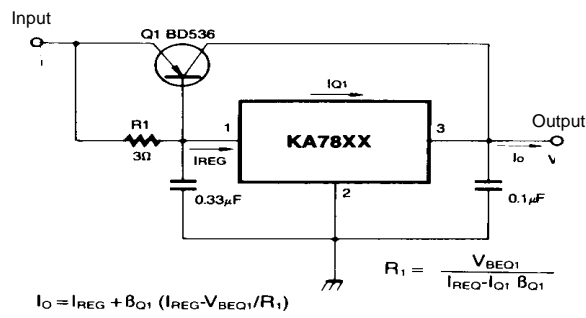 Input
Q1 BD536
I
IQ1
R1
3Ω
IREG
1
KA78XX
3
Output
IO
V
2
0.33μF
0.1μF
R1 = VBEQ1
IREQ-IQ1 βQ1
IO = IREG + βQ1 (IREG-VBEQ1/R1)